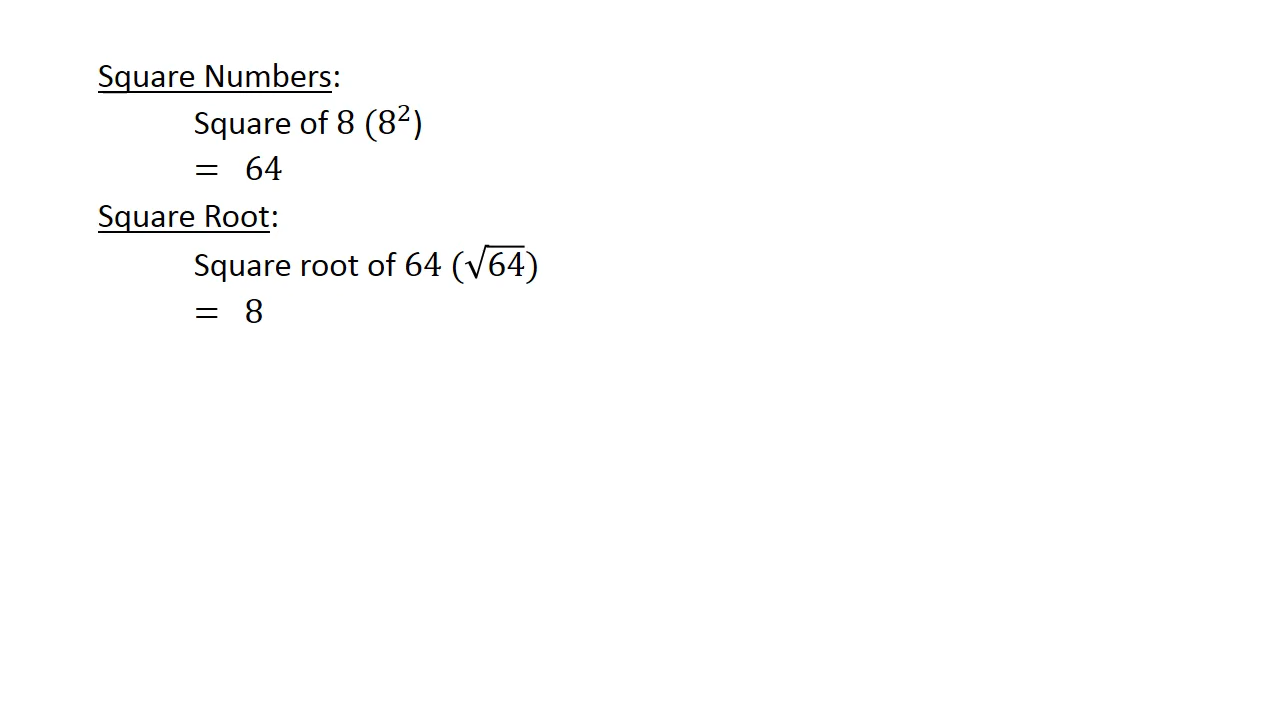 Square Numbers:
Square of 8 (8²)
= 64
Square Root:
Square root of 64 (√64)
= 8